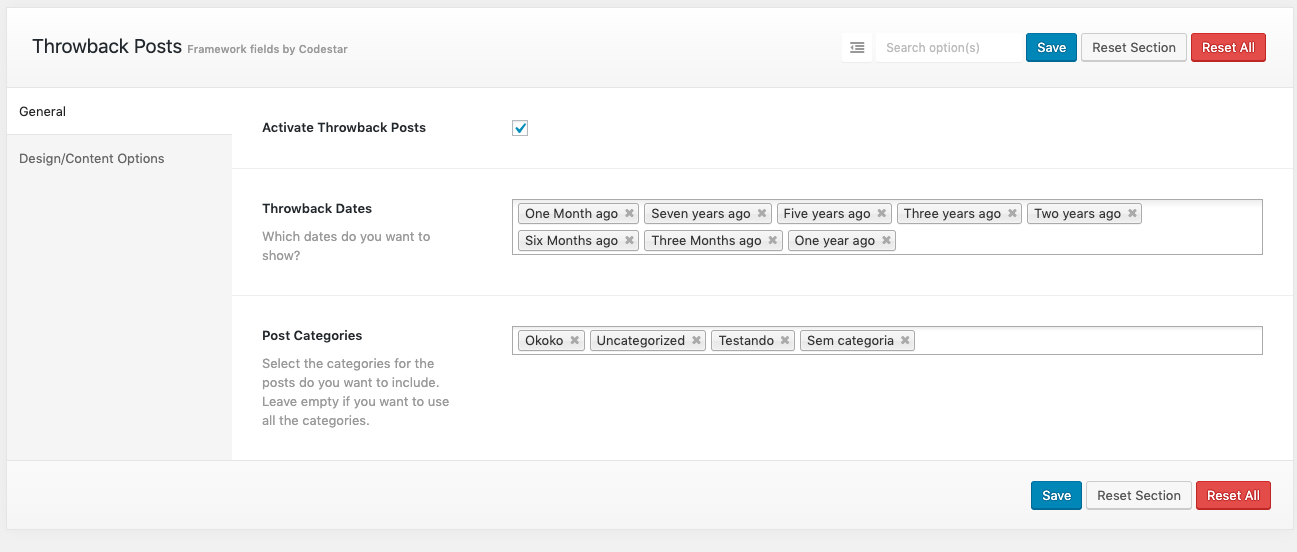 Throwback Posts Framework fields by Codestar
Search option(s) Save Reset Section Reset All
General
Design/Content Options
Activate Throwback Posts
Throwback Dates
Which dates do you want to
show?
One Month ago Seven years ago Five years ago Three years ago Two years ago
Six Months ago Three Months ago One year ago
Post Categories
Select the categories for the
posts do you want to include.
Leave empty if you want to use
all the categories.
Okoko Uncategorized Testando Sem categoria
Save Reset Section Reset All